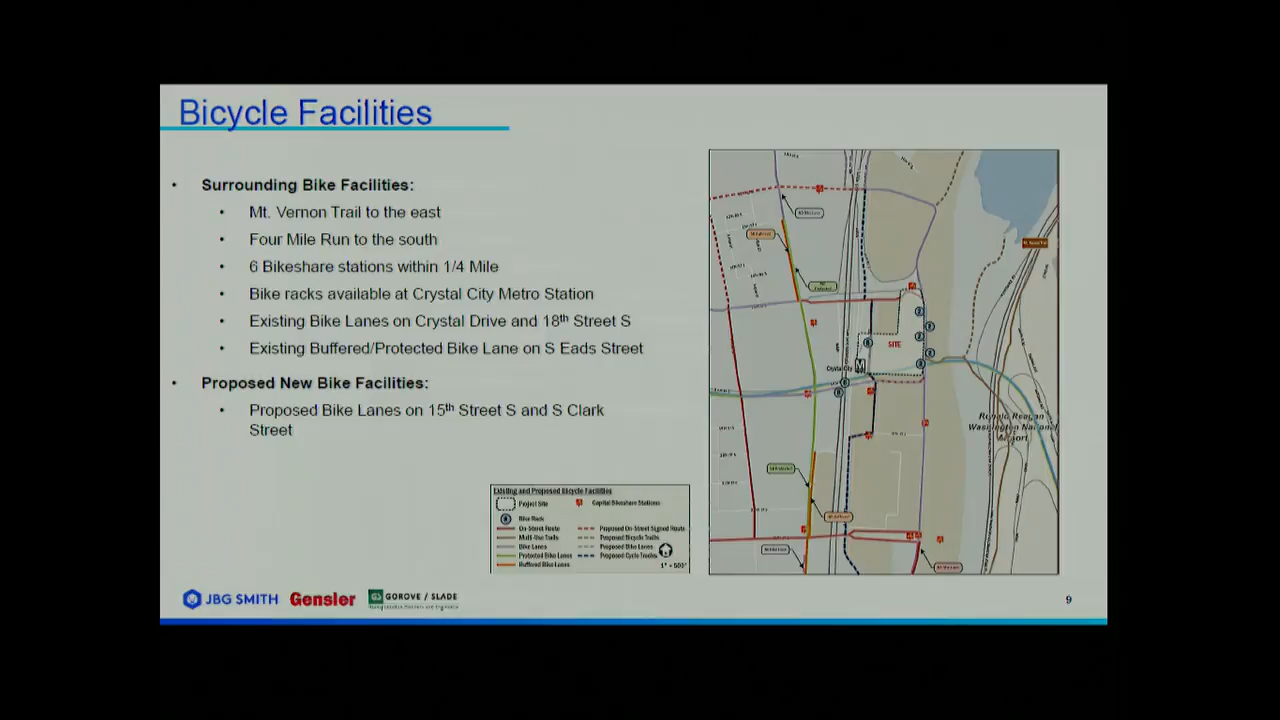 Bicycle Facilities
• Surrounding Bike Facilities:
• Mt. Vernon Trail to the east
• Four Mile Run to the south
• 6 Bikeshare stations within 1/4 Mile
• Bike racks available at Crystal City Metro Station
• Existing Bike Lanes on Crystal Drive and 18th Street S
• Existing Buffered/Protected Bike Lane on S Eads Street
• Proposed New Bike Facilities:
• Proposed Bike Lanes on 15th Street S and S Clark
Street
SITE
Crystal City
Ronald Reagan
Washington National
Airport
Existing and Proposed Bicycle Facilities
Project Site
Capital Bikeshare Stations
Bike Rack
On-Street Route
Proposed On-Street Signed Route
Multi-Use Trails
Proposed Bicycle Trails
Bike Lanes
Proposed Bike Lanes
Protected Bike Lanes
Proposed Cycle Tracks
Buffered Bike Lanes
1" = 500'
JBG SMITH
Gensler
GOROVE / SLADE
9